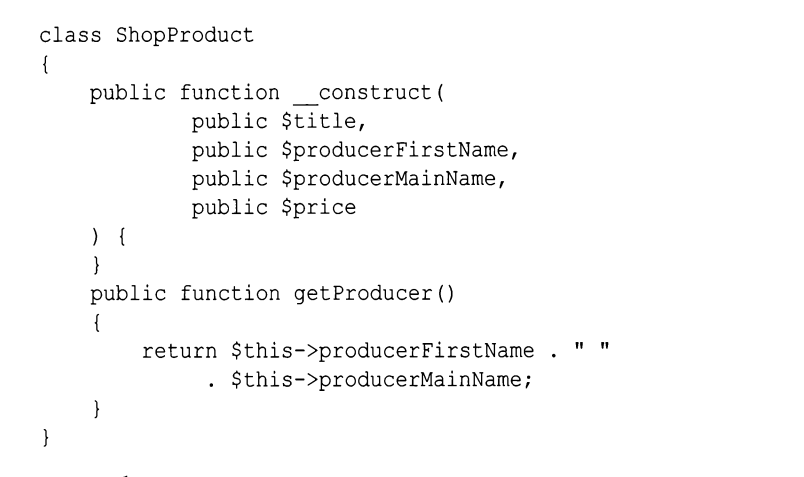 class ShopProduct
{
    public function __construct(
            public $title,
            public $producerFirstName,
            public $producerMainName,
            public $price
    ) {
    }
    public function getProducer()
    {
        return $this->producerFirstName . " "
             . $this->producerMainName;
    }
}